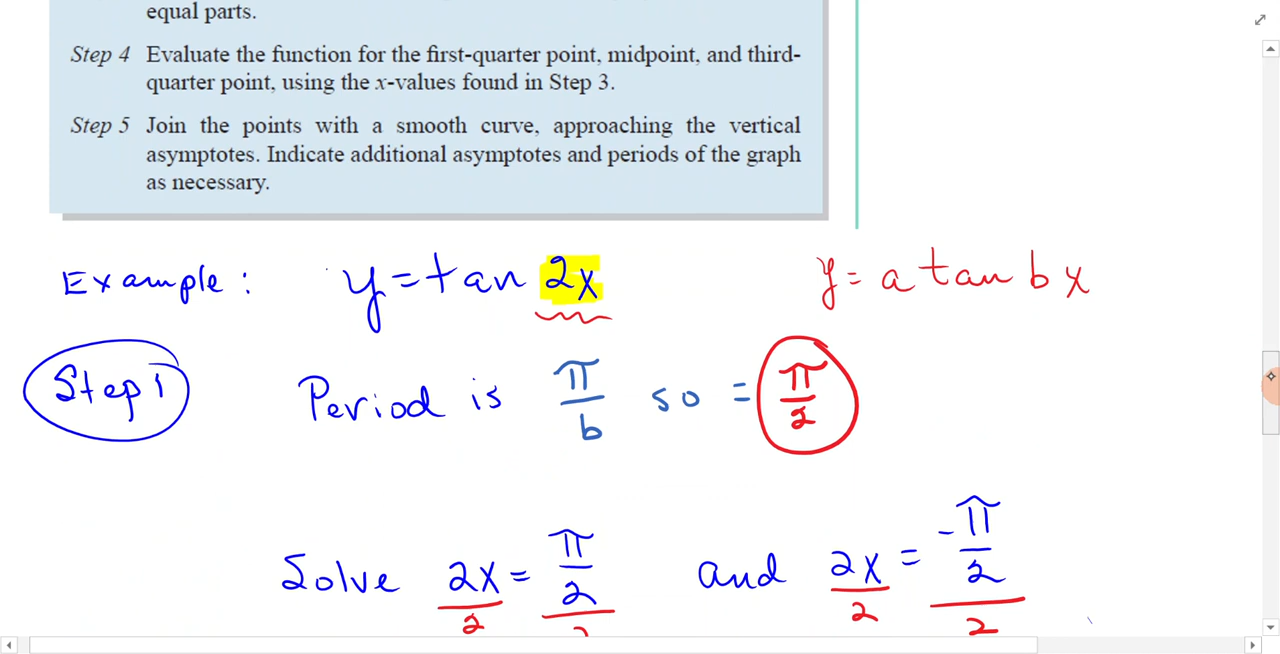 equal parts.
Step 4 Evaluate the function for the first-quarter point, midpoint, and third-
quarter point, using the x-values found in Step 3.
Step 5 Join the points with a smooth curve, approaching the vertical
asymptotes. Indicate additional asymptotes and periods of the graph
as necessary.
Example: y = tan 2x y = a tan bx
Step 1 Period is π/b so = π/2
Solve 2x/2 = π/2/2 and 2x/2 = -π/2/2